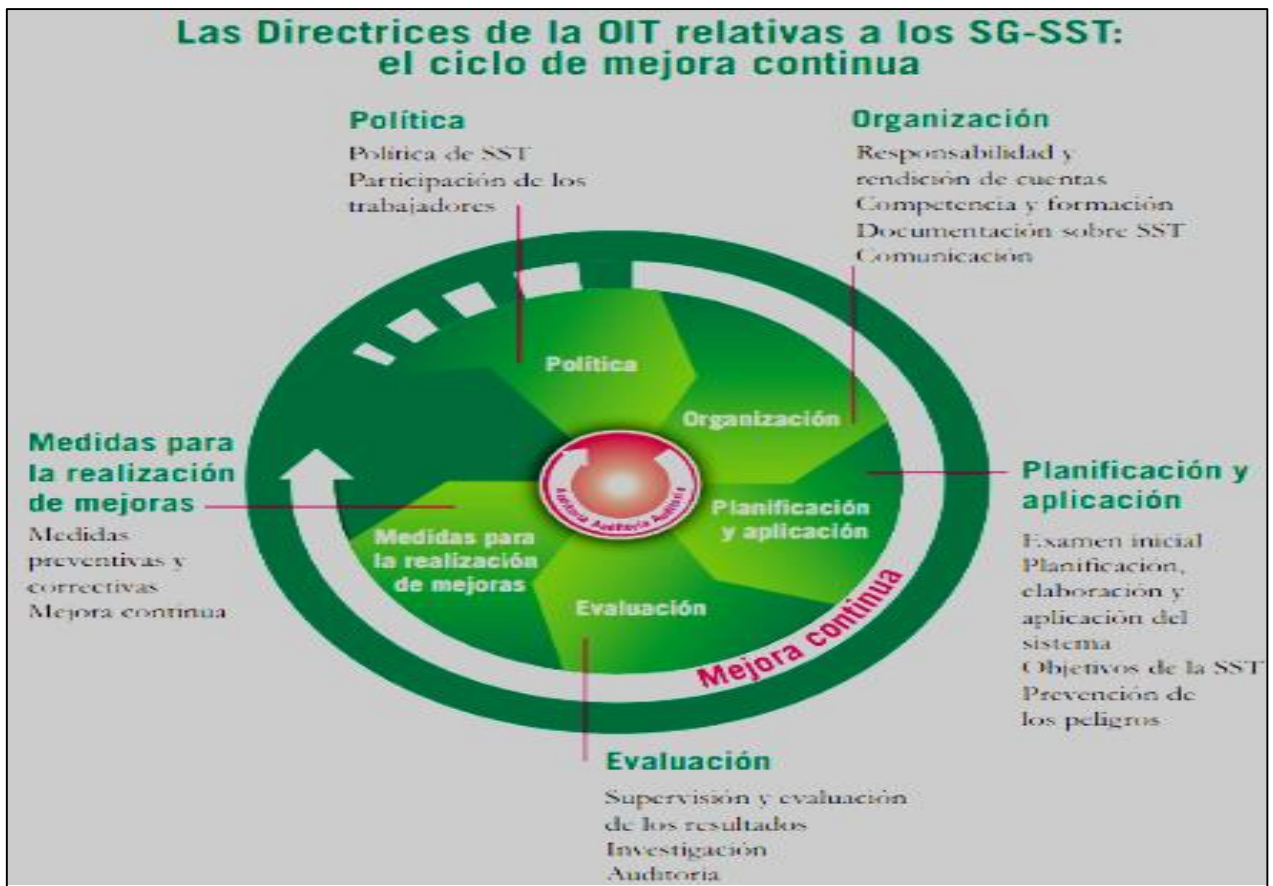 Las Directrices de la OIT relativas a los SG-SST:
el ciclo de mejora continua
Política
Política de SST
Participación de los
trabajadores
Organización
Responsabilidad y
rendición de cuentas
Competencia y formación
Documentación sobre SST
Comunicación
Política
Organización
Planificación
y aplicación
Evaluación
Medidas para
la realización
de mejoras
Auditoría Auditoría Auditoría
Mejora continua
Medidas para
la realización
de mejoras
Medidas
preventivas y
correctivas
Mejora continua
Planificación y
aplicación
Examen inicial
Planificación,
elaboración y
aplicación del
sistema
Objetivos de la SST
Prevención de
los peligros
Evaluación
Supervisión y evaluación
de los resultados
Investigación
Auditoría